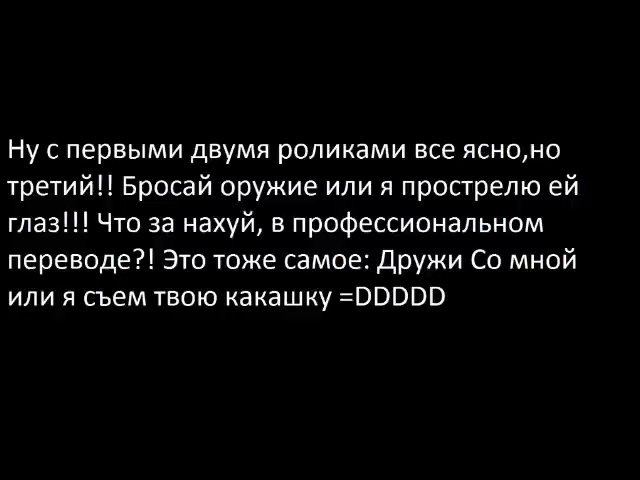 Ну с первыми двумя роликами все ясно,но
третий!! Бросай оружие или я прострелю ей
глаз!!! Что за нахуй, в профессиональном
переводе?! Это тоже самое: Дружи Со мной
или я съем твою какашку =DDDDD